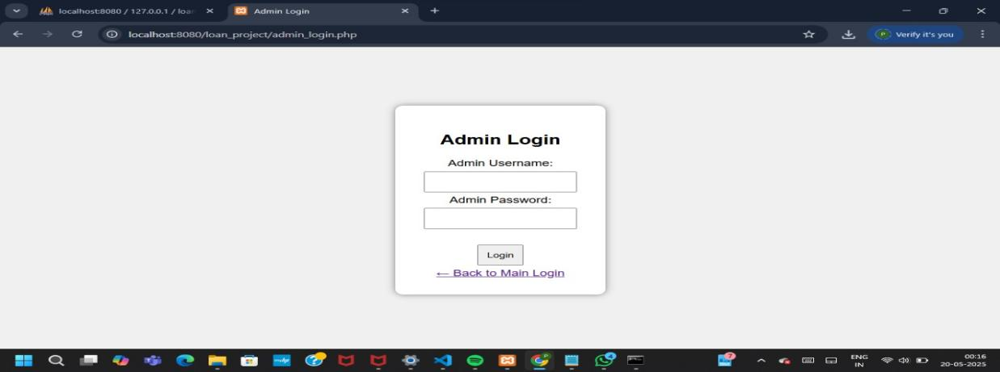 localhost:8080 / 127.0.0.1 / loan
Admin Login
localhost:8080/loan_project/admin_login.php
Verify it's you
Admin Login
Admin Username:
Admin Password:
Login
← Back to Main Login
ENG
IN
00:16
20-05-2025